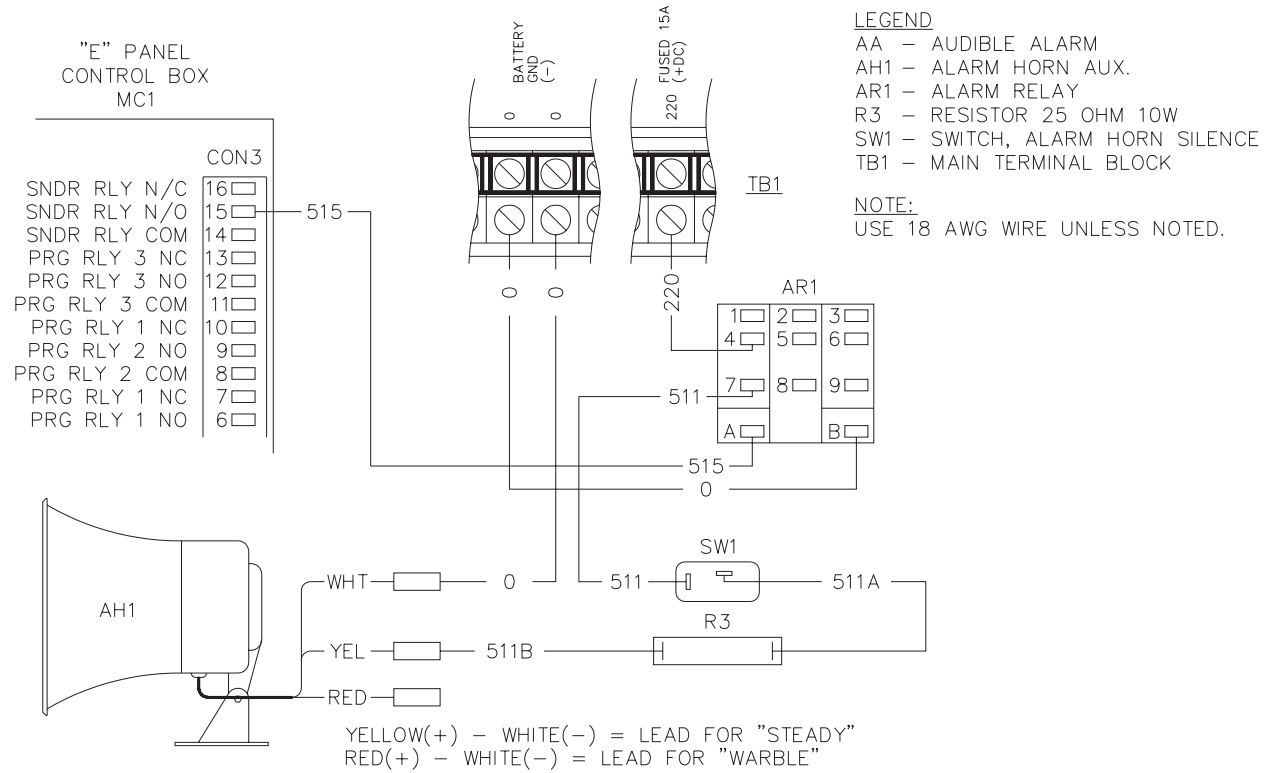 "E" PANEL
CONTROL BOX
MC1
CON3
SNDR RLY N/C 16
SNDR RLY N/O 15
SNDR RLY COM 14
PRG RLY 3 NC 13
PRG RLY 3 NO 12
PRG RLY 3 COM 11
PRG RLY 1 NC 10
PRG RLY 2 NO 9
PRG RLY 2 COM 8
PRG RLY 1 NC 7
PRG RLY 1 NO 6
515
BATTERY
GND
(-)
0 0
220 FUSED 15A
(+DC)
TB1
0 0
220
LEGEND
AA - AUDIBLE ALARM
AH1 - ALARM HORN AUX.
AR1 - ALARM RELAY
R3 - RESISTOR 25 OHM 10W
SW1 - SWITCH, ALARM HORN SILENCE
TB1 - MAIN TERMINAL BLOCK
NOTE:
USE 18 AWG WIRE UNLESS NOTED.
AR1
1 2 3
4 5 6
7 8 9
A B
511
515
0
AH1
WHT 0
YEL 511B
RED
SW1
511 511A
R3
YELLOW(+) - WHITE(-) = LEAD FOR "STEADY"
RED(+) - WHITE(-) = LEAD FOR "WARBLE"